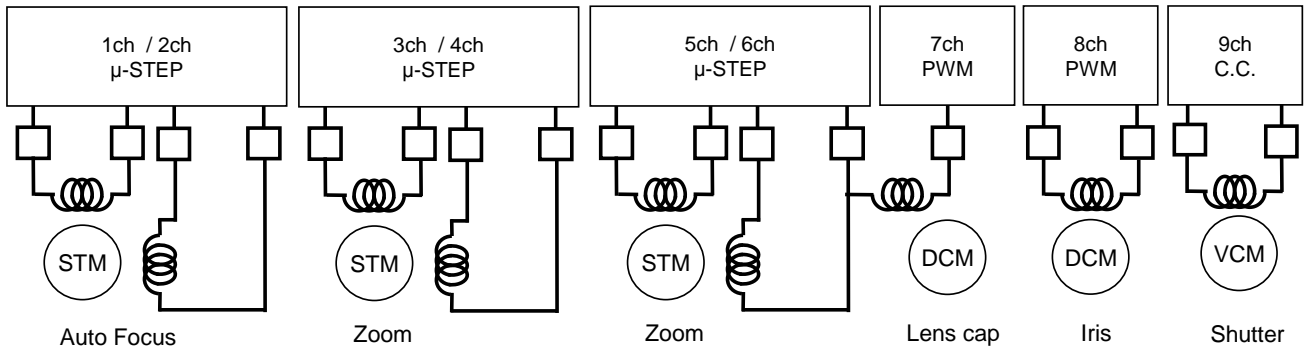 1ch / 2ch
μ-STEP
3ch / 4ch
μ-STEP
5ch / 6ch
μ-STEP
7ch
PWM
8ch
PWM
9ch
C.C.
STM
STM
STM
DCM
DCM
VCM
Auto Focus
Zoom
Zoom
Lens cap
Iris
Shutter